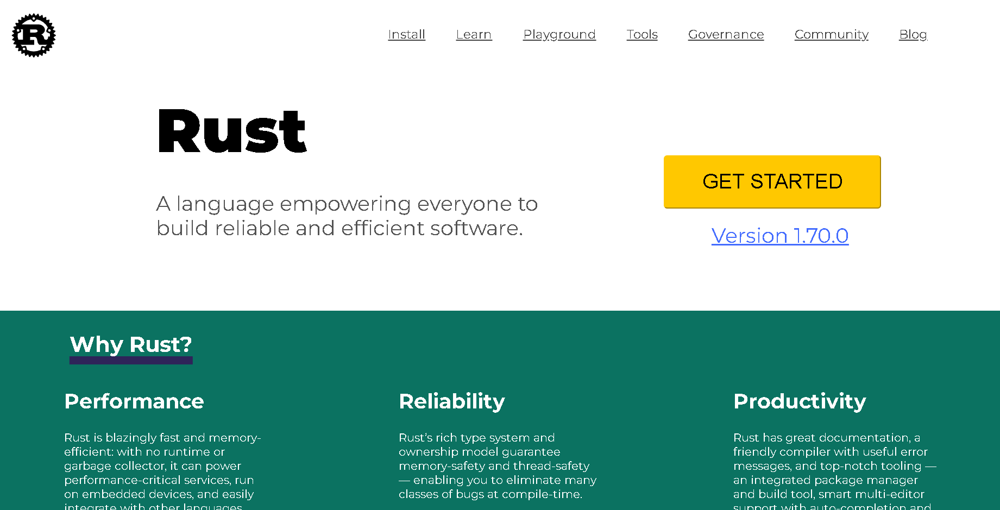 R
Install Learn Playground Tools Governance Community Blog
Rust
A language empowering everyone to
build reliable and efficient software.
GET STARTED
Version 1.70.0
Why Rust?
Performance
Rust is blazingly fast and memory-
efficient: with no runtime or
garbage collector, it can power
performance-critical services, run
on embedded devices, and easily
integrate with other languages.
Reliability
Rust’s rich type system and
ownership model guarantee
memory-safety and thread-safety
— enabling you to eliminate many
classes of bugs at compile-time.
Productivity
Rust has great documentation, a
friendly compiler with useful error
messages, and top-notch tooling —
an integrated package manager
and build tool, smart multi-editor
support with auto-completion and